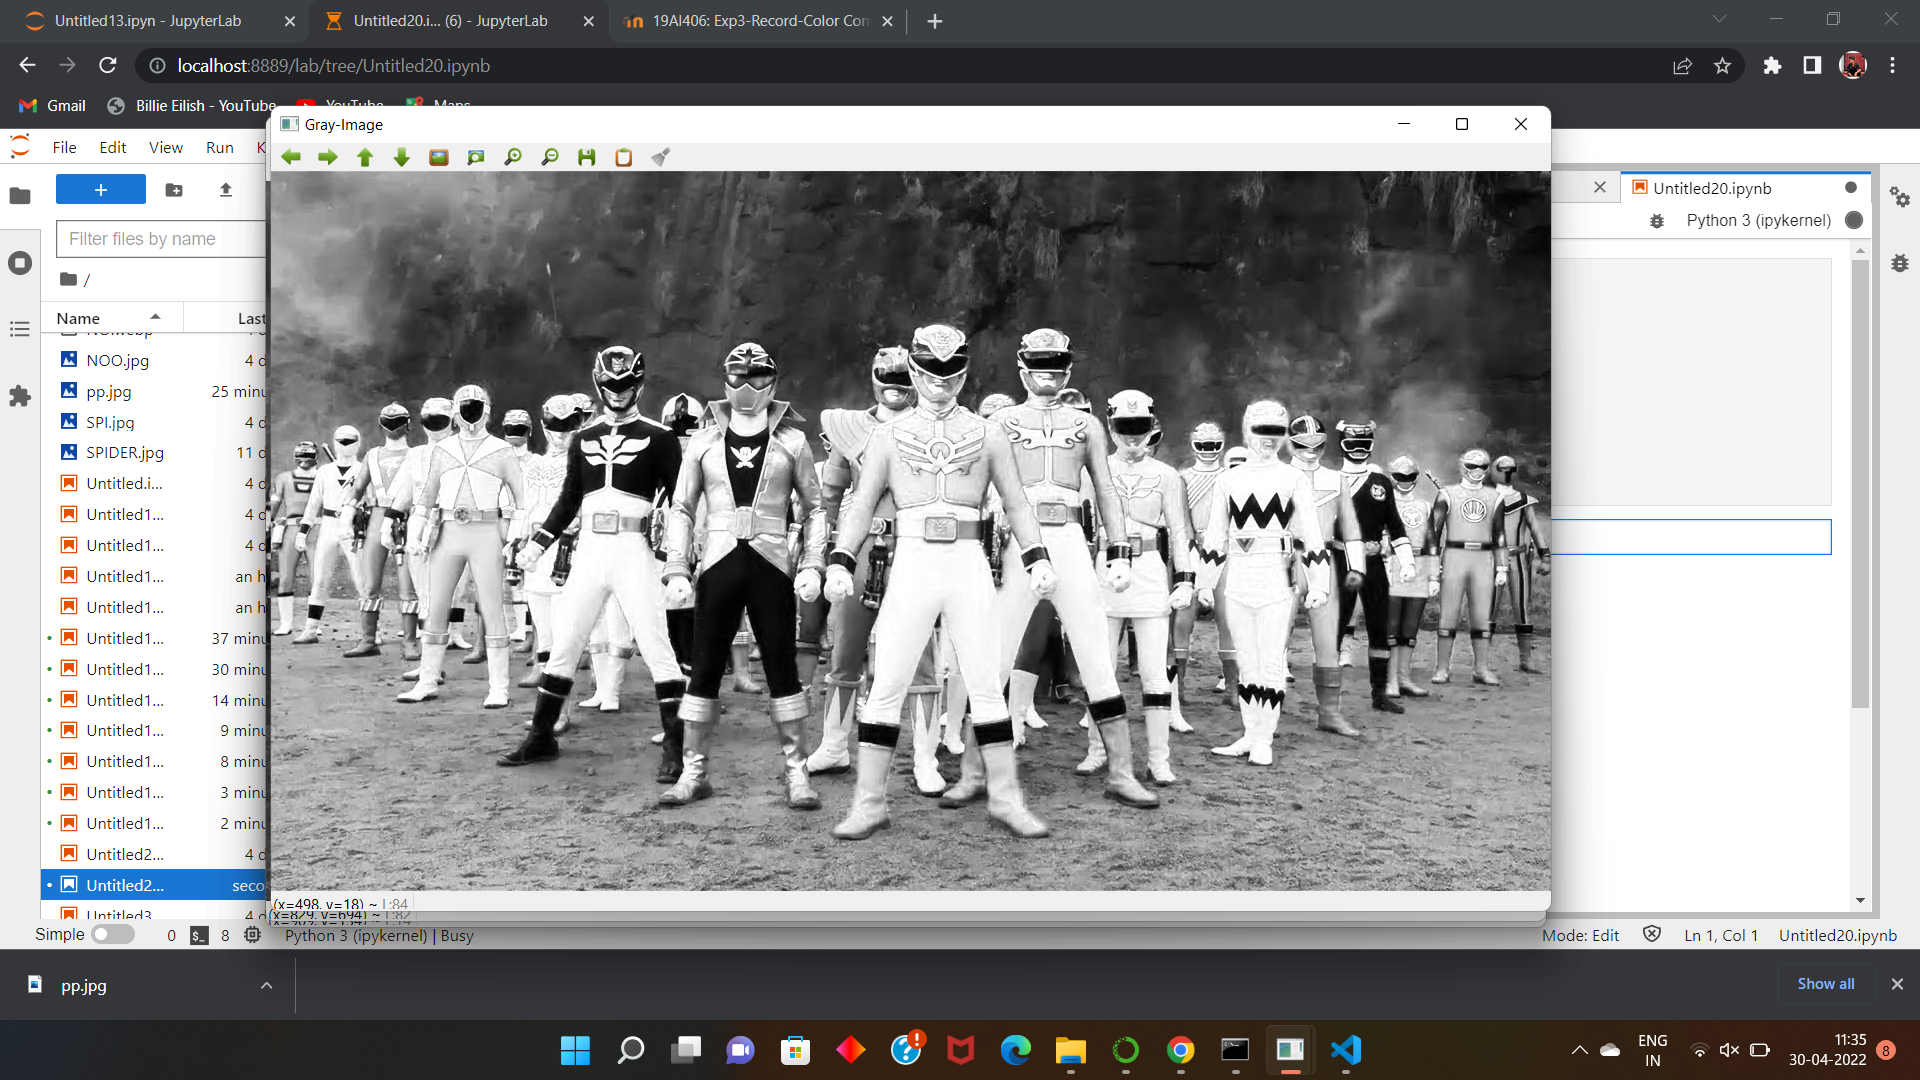 Untitled13.ipyn - JupyterLab
Untitled20.i... (6) - JupyterLab
19AI406: Exp3-Record-Color Con
localhost:8889/lab/tree/Untitled20.ipynb
Gmail
Billie Eilish - YouTube
YouTube
Maps
Gray-Image
File Edit View Run K
Untitled20.ipynb
Python 3 (ipykernel)
Filter files by name
/
Name Last
NOO.jpg 4 d
pp.jpg 25 minu
SPI.jpg 4 d
SPIDER.jpg 11 d
Untitled.i... 4 d
Untitled1... 4 d
Untitled1... 4 d
Untitled1... an h
Untitled1... an h
Untitled1... 37 minu
Untitled1... 30 minu
Untitled1... 14 minu
Untitled1... 9 minu
Untitled1... 8 minu
Untitled1... 3 minu
Untitled1... 2 minu
Untitled2... 4 d
Untitled2... seco
Untitled3 4 d
(x=498, y=18) ~ L:84
(x=829, y=694) ~ L:82
Simple 0 $_ 8 Python 3 (ipykernel) | Busy Mode: Edit Ln 1, Col 1 Untitled20.ipynb
pp.jpg
Show all
ENG
IN
11:35
30-04-2022
8